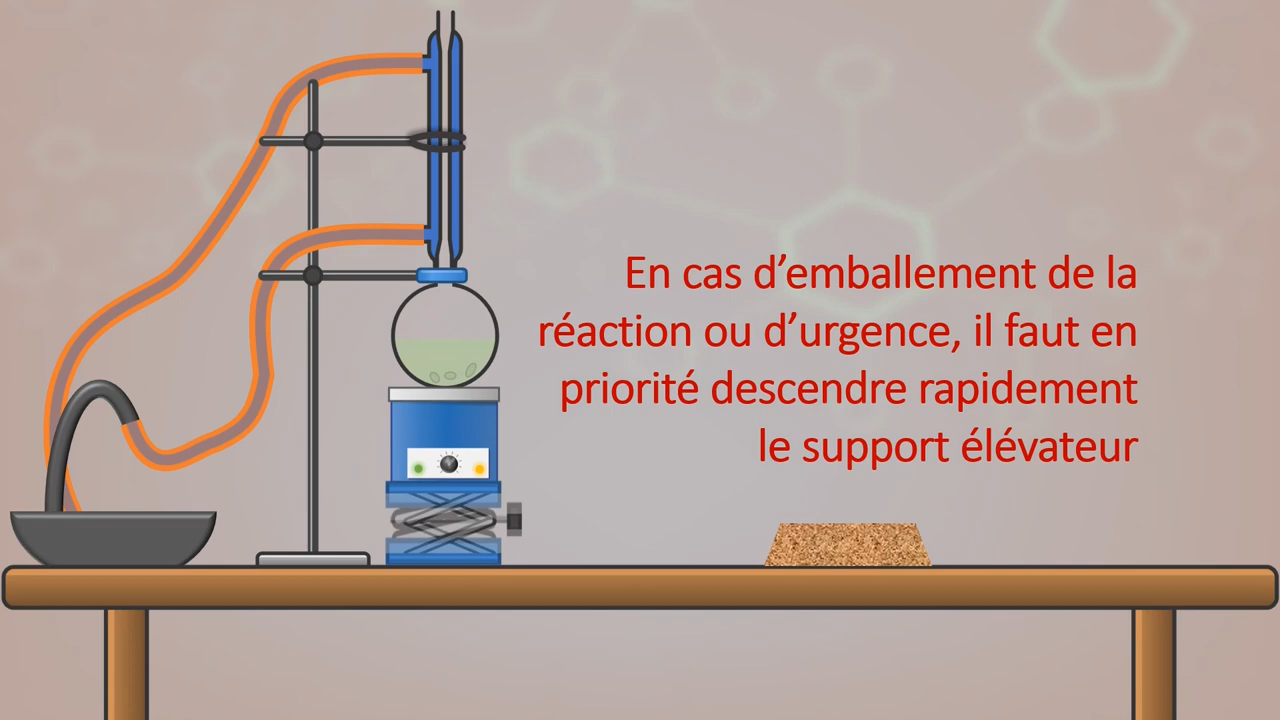 En cas d’emballement de la
réaction ou d’urgence, il faut en
priorité descendre rapidement
le support élévateur